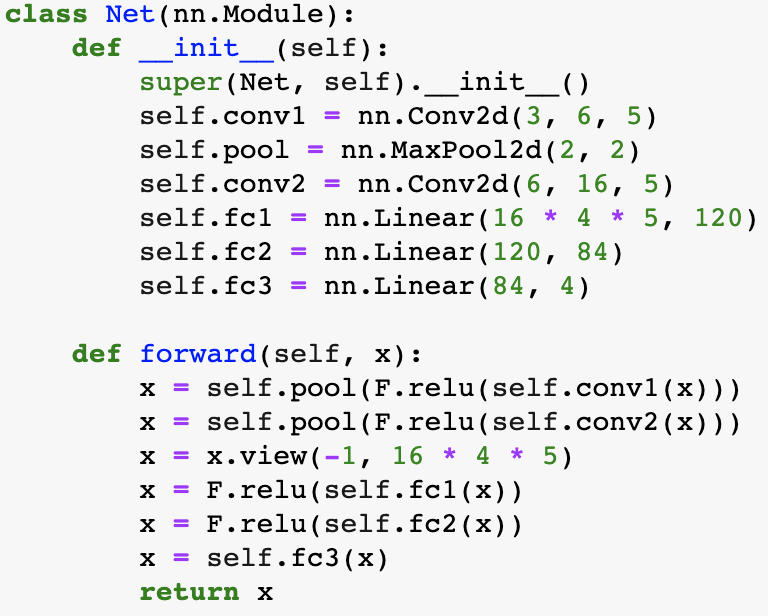 class Net(nn.Module):
    def __init__(self):
        super(Net, self).__init__()
        self.conv1 = nn.Conv2d(3, 6, 5)
        self.pool = nn.MaxPool2d(2, 2)
        self.conv2 = nn.Conv2d(6, 16, 5)
        self.fc1 = nn.Linear(16 * 4 * 5, 120)
        self.fc2 = nn.Linear(120, 84)
        self.fc3 = nn.Linear(84, 4)

    def forward(self, x):
        x = self.pool(F.relu(self.conv1(x)))
        x = self.pool(F.relu(self.conv2(x)))
        x = x.view(-1, 16 * 4 * 5)
        x = F.relu(self.fc1(x))
        x = F.relu(self.fc2(x))
        x = self.fc3(x)
        return x